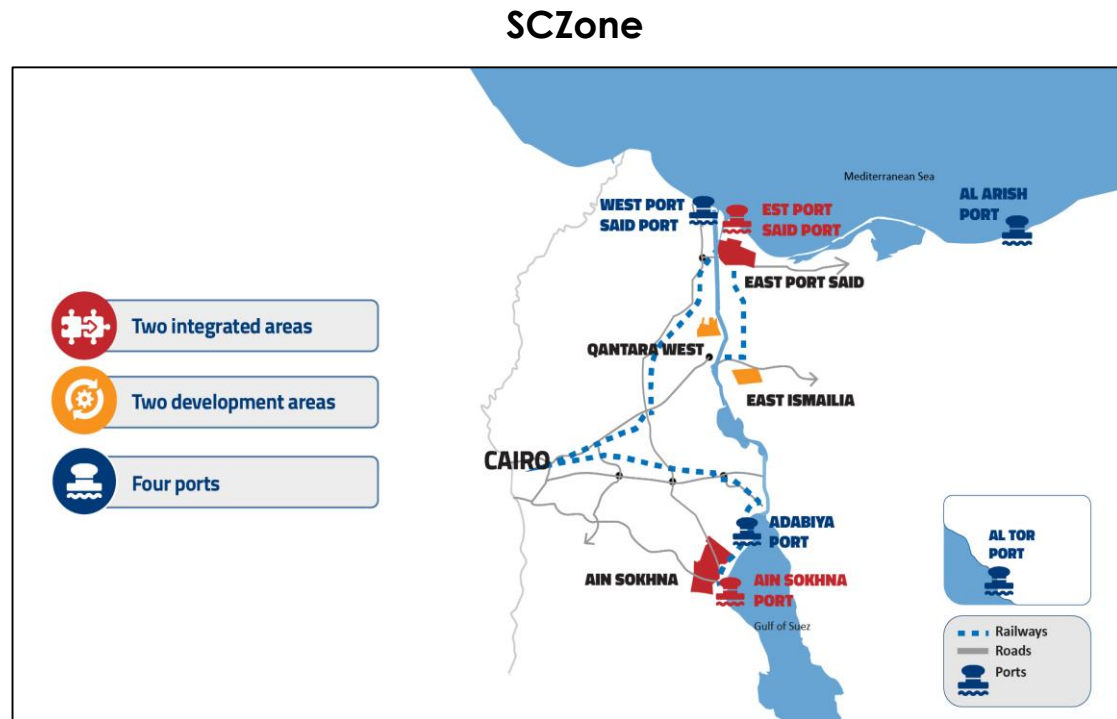 SCZone
Mediterranean Sea
WEST PORT
SAID PORT
EST PORT
SAID PORT
AL ARISH
PORT
EAST PORT SAID
Two integrated areas
QANTARA WEST
Two development areas
EAST ISMAILIA
CAIRO
Four ports
ADABIYA
PORT
AL TOR
PORT
AIN SOKHNA
AIN SOKHNA
PORT
Gulf of Suez
Railways
Roads
Ports